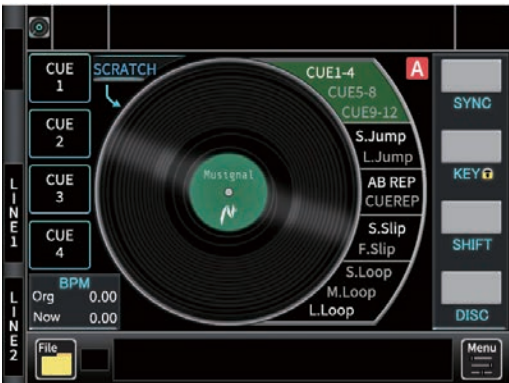 CUE
1
SCRATCH
CUE1-4
CUE5-8
CUE9-12
A
SYNC
CUE
2
S.Jump
L.Jump
KEY
CUE
3
Musignal
AB REP
CUEREP
LINE1
CUE
4
S.Slip
F.Slip
SHIFT
S.Loop
M.Loop
L.Loop
BPM
Org 0.00
Now 0.00
DISC
LINE2
File
Menu